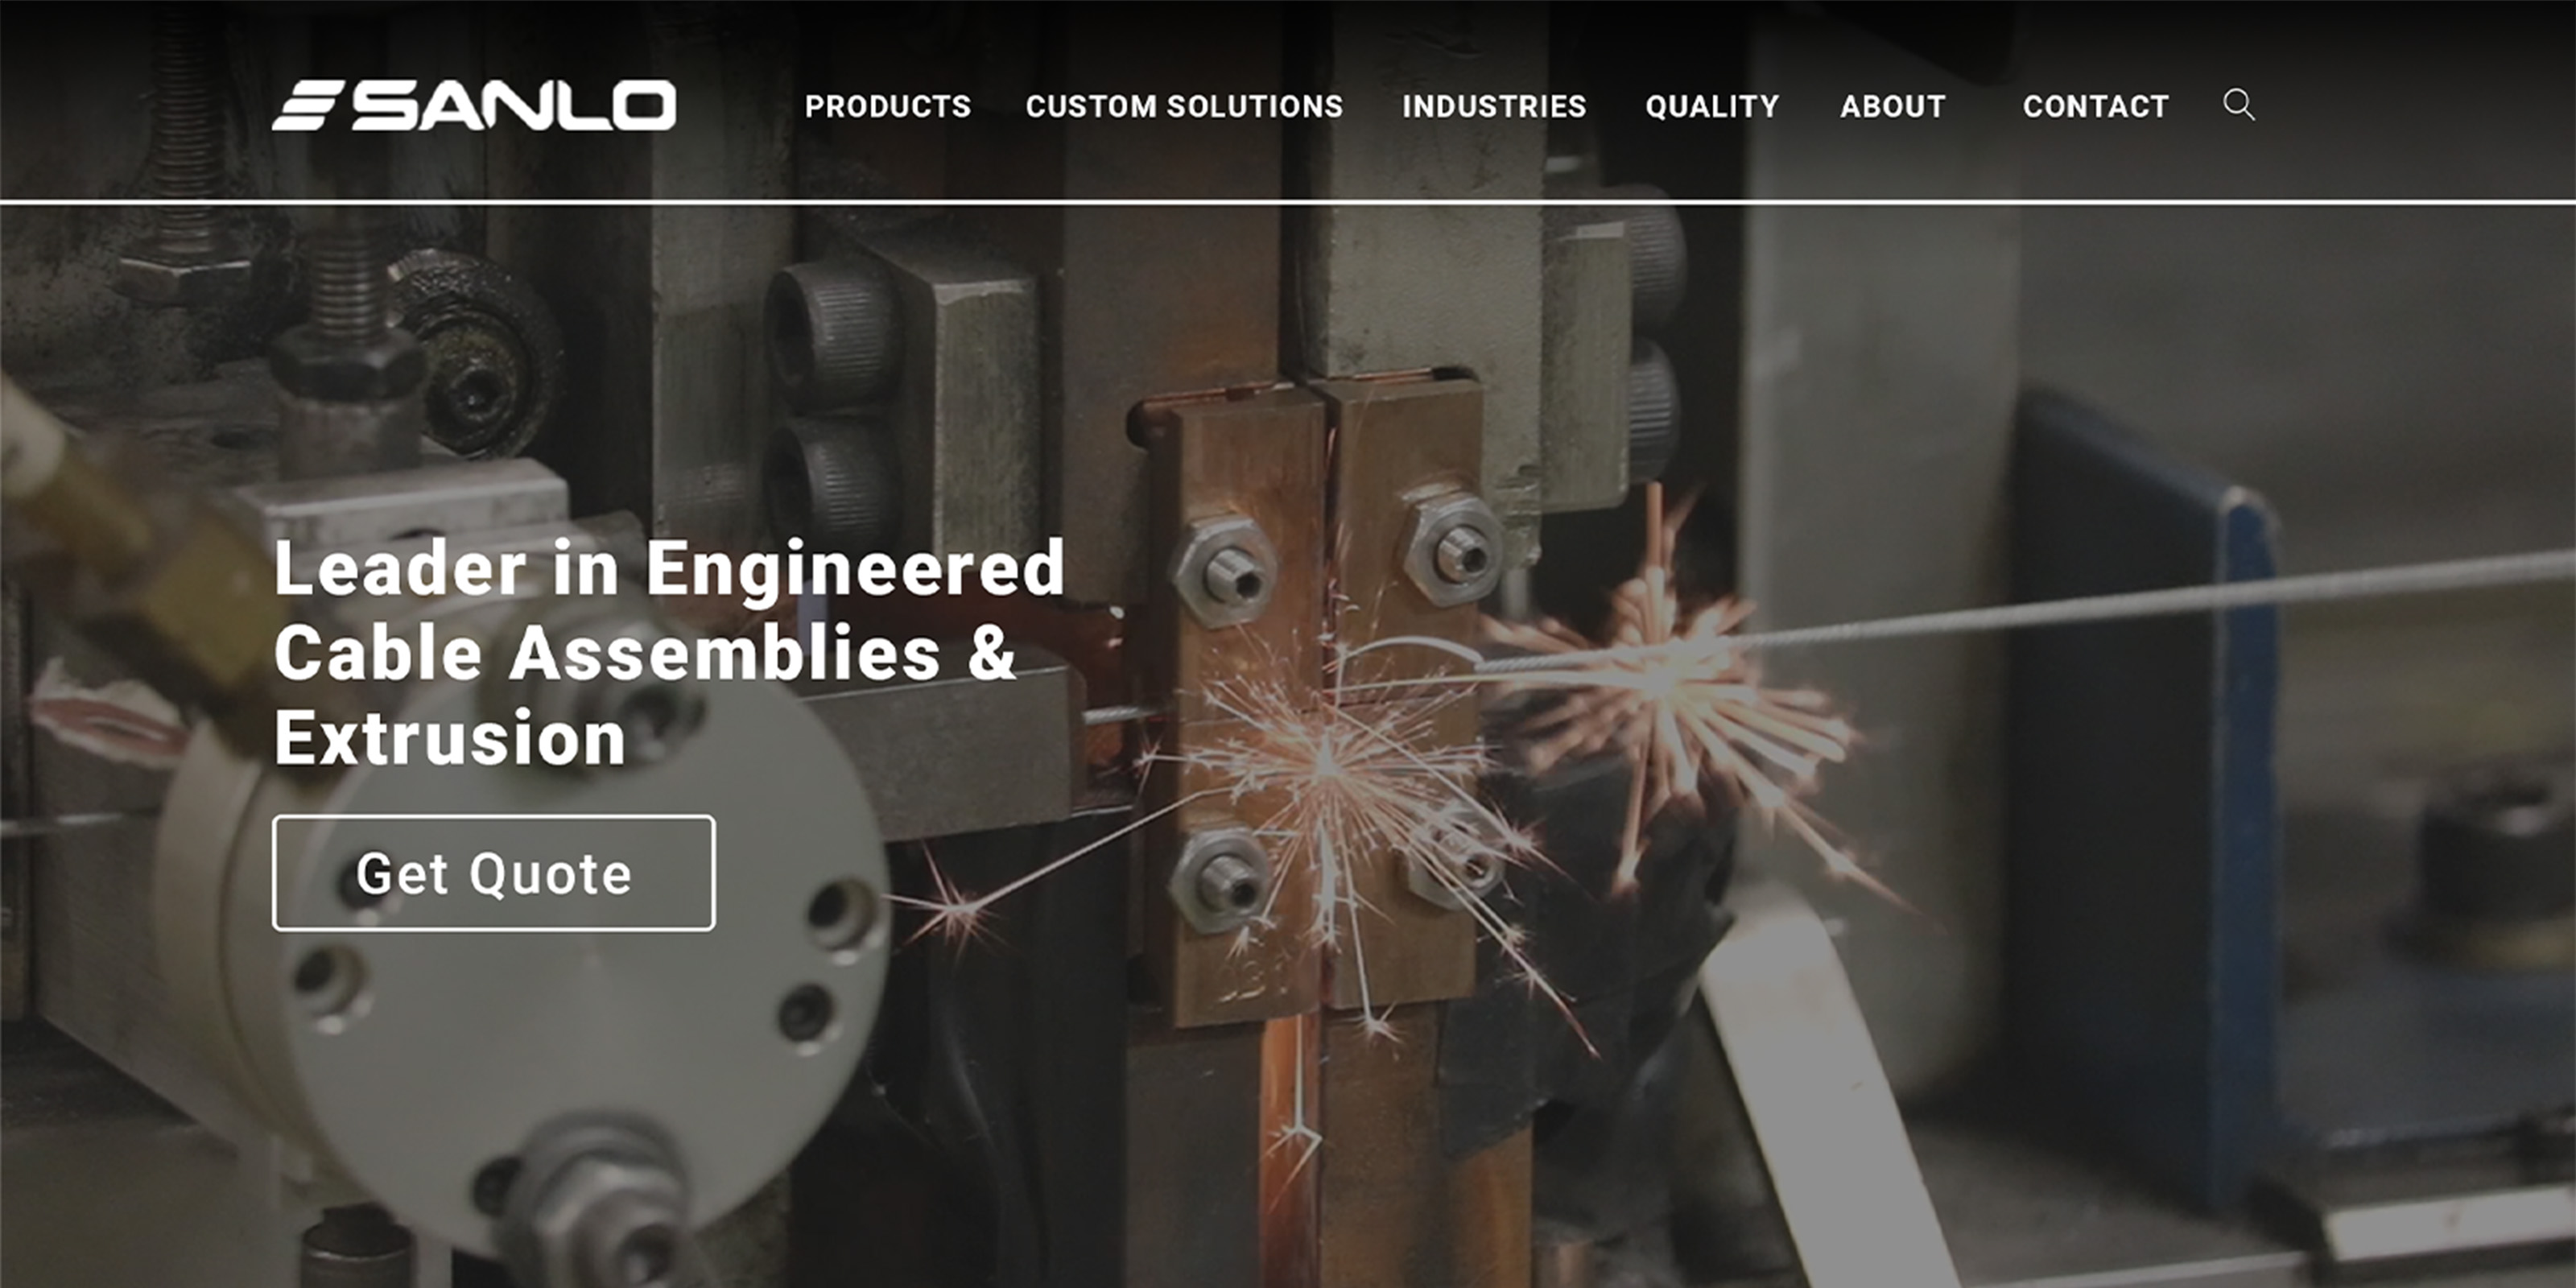 SANLO
PRODUCTS CUSTOM SOLUTIONS INDUSTRIES QUALITY ABOUT CONTACT
Leader in Engineered
Cable Assemblies &
Extrusion
Get Quote